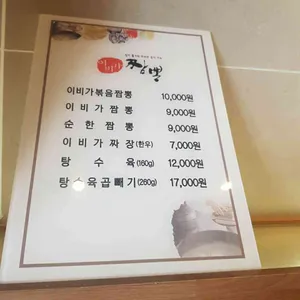 이비가 짬뽕
이비가볶음짬뽕 10,000원
이비가짬뽕 9,000원
순한짬뽕 9,000원
이비가짜장(한우) 7,000원
탕수육(160g) 12,000원
탕수육곱빼기(260g) 17,000원